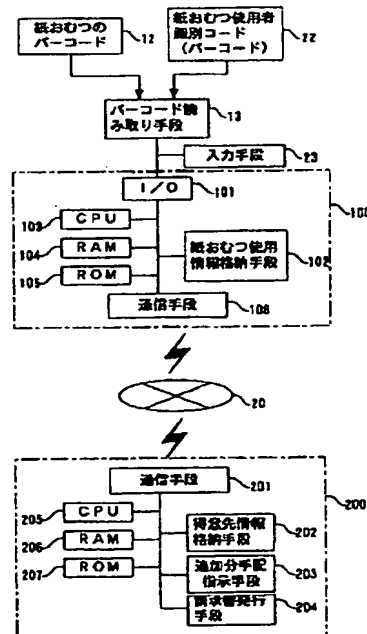 紙おむつの
バーコード
12
紙おむつ使用者
識別コード
(バーコード)
22
バーコード読
み取り手段
13
入力手段
23
I/O
101
CPU
103
RAM
104
ROM
105
紙おむつ使用
情報格納手段
102
通信手段
106
100
20
通信手段
201
CPU
205
RAM
206
ROM
207
得意先情報
格納手段
202
追加分手配
指示手段
203
請求書発行手段
204
200